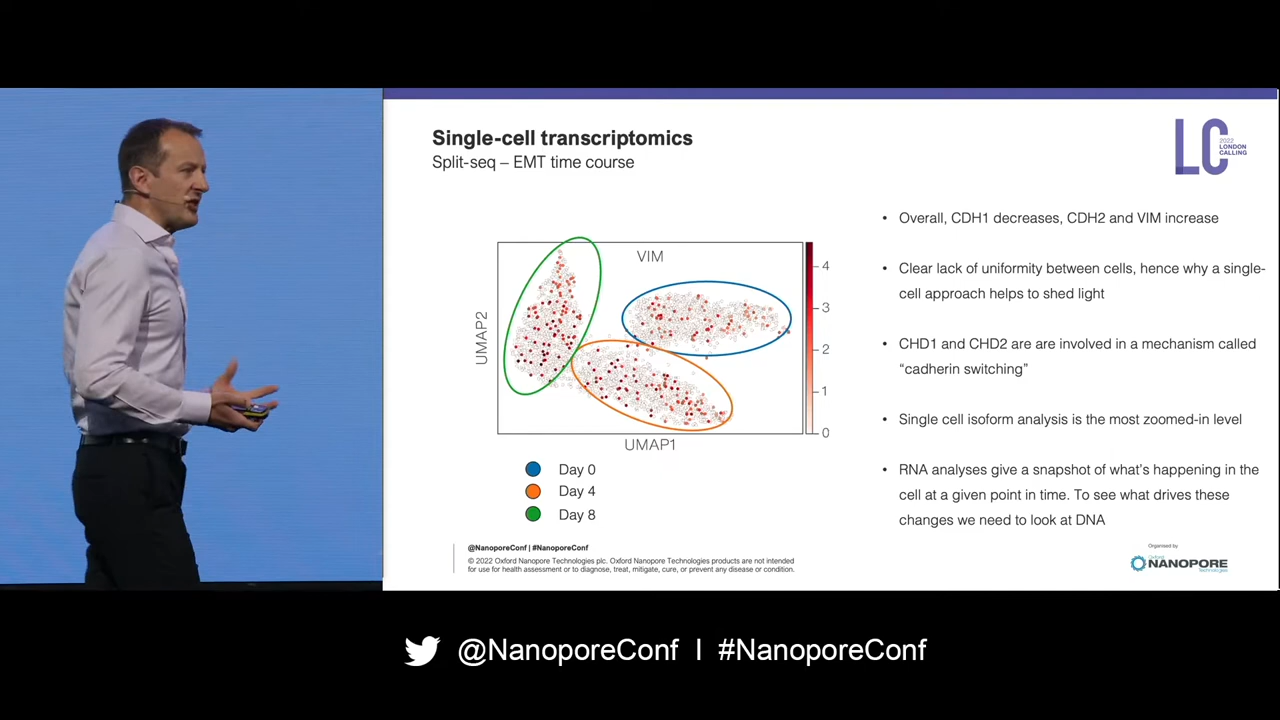 Single-cell transcriptomics
Split-seq – EMT time course
LC
2022
LONDON
CALLING
VIM
UMAP2
UMAP1
4
3
2
1
0
Day 0
Day 4
Day 8
• Overall, CDH1 decreases, CDH2 and VIM increase
• Clear lack of uniformity between cells, hence why a single-
cell approach helps to shed light
• CHD1 and CHD2 are are involved in a mechanism called
“cadherin switching”
• Single cell isoform analysis is the most zoomed-in level
• RNA analyses give a snapshot of what’s happening in the
cell at a given point in time. To see what drives these
changes we need to look at DNA
@NanoporeConf | #NanoporeConf
© 2022 Oxford Nanopore Technologies plc. Oxford Nanopore Technologies products are not intended
for use for health assessment or to diagnose, treat, mitigate, cure, or prevent any disease or condition.
Organised by
Oxford
NANOPORE
Technologies
@NanoporeConf | #NanoporeConf